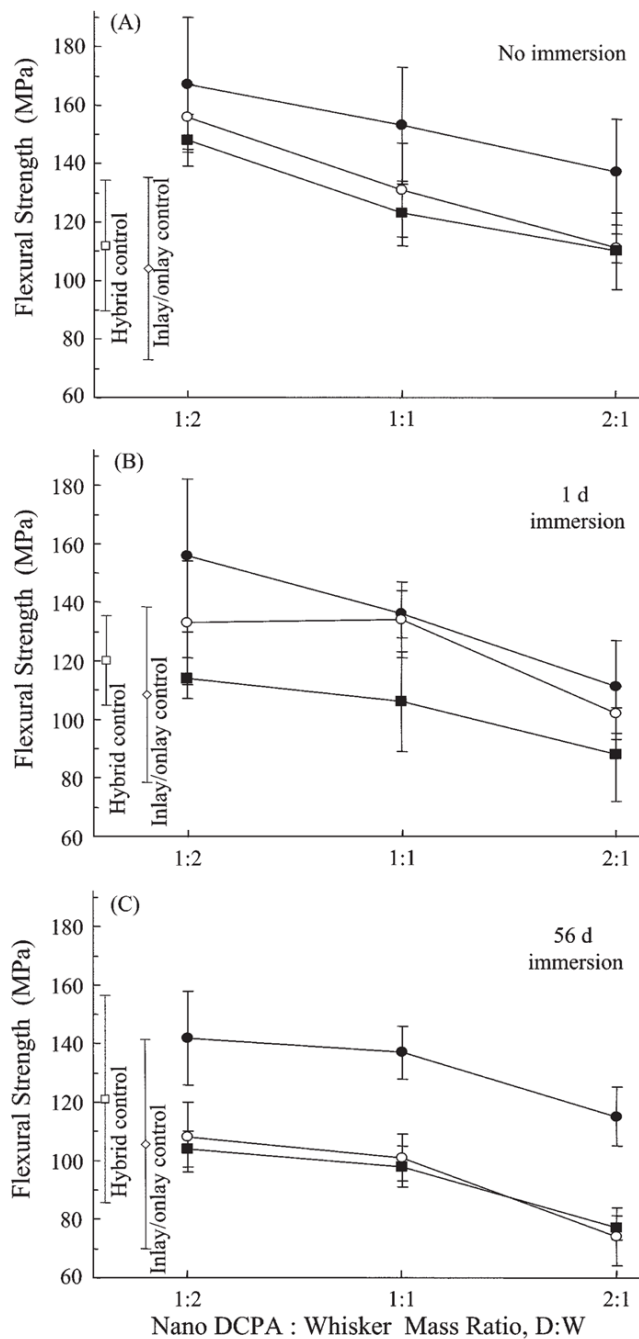 (A)
No immersion
Flexural Strength (MPa)
180
160
140
120
100
80
60
Hybrid control
Inlay/onlay control
1:2
1:1
2:1
(B)
1 d
immersion
Flexural Strength (MPa)
180
160
140
120
100
80
60
Hybrid control
Inlay/onlay control
1:2
1:1
2:1
(C)
56 d
immersion
Flexural Strength (MPa)
180
160
140
120
100
80
60
Hybrid control
Inlay/onlay control
1:2
1:1
2:1
Nano DCPA : Whisker Mass Ratio, D:W